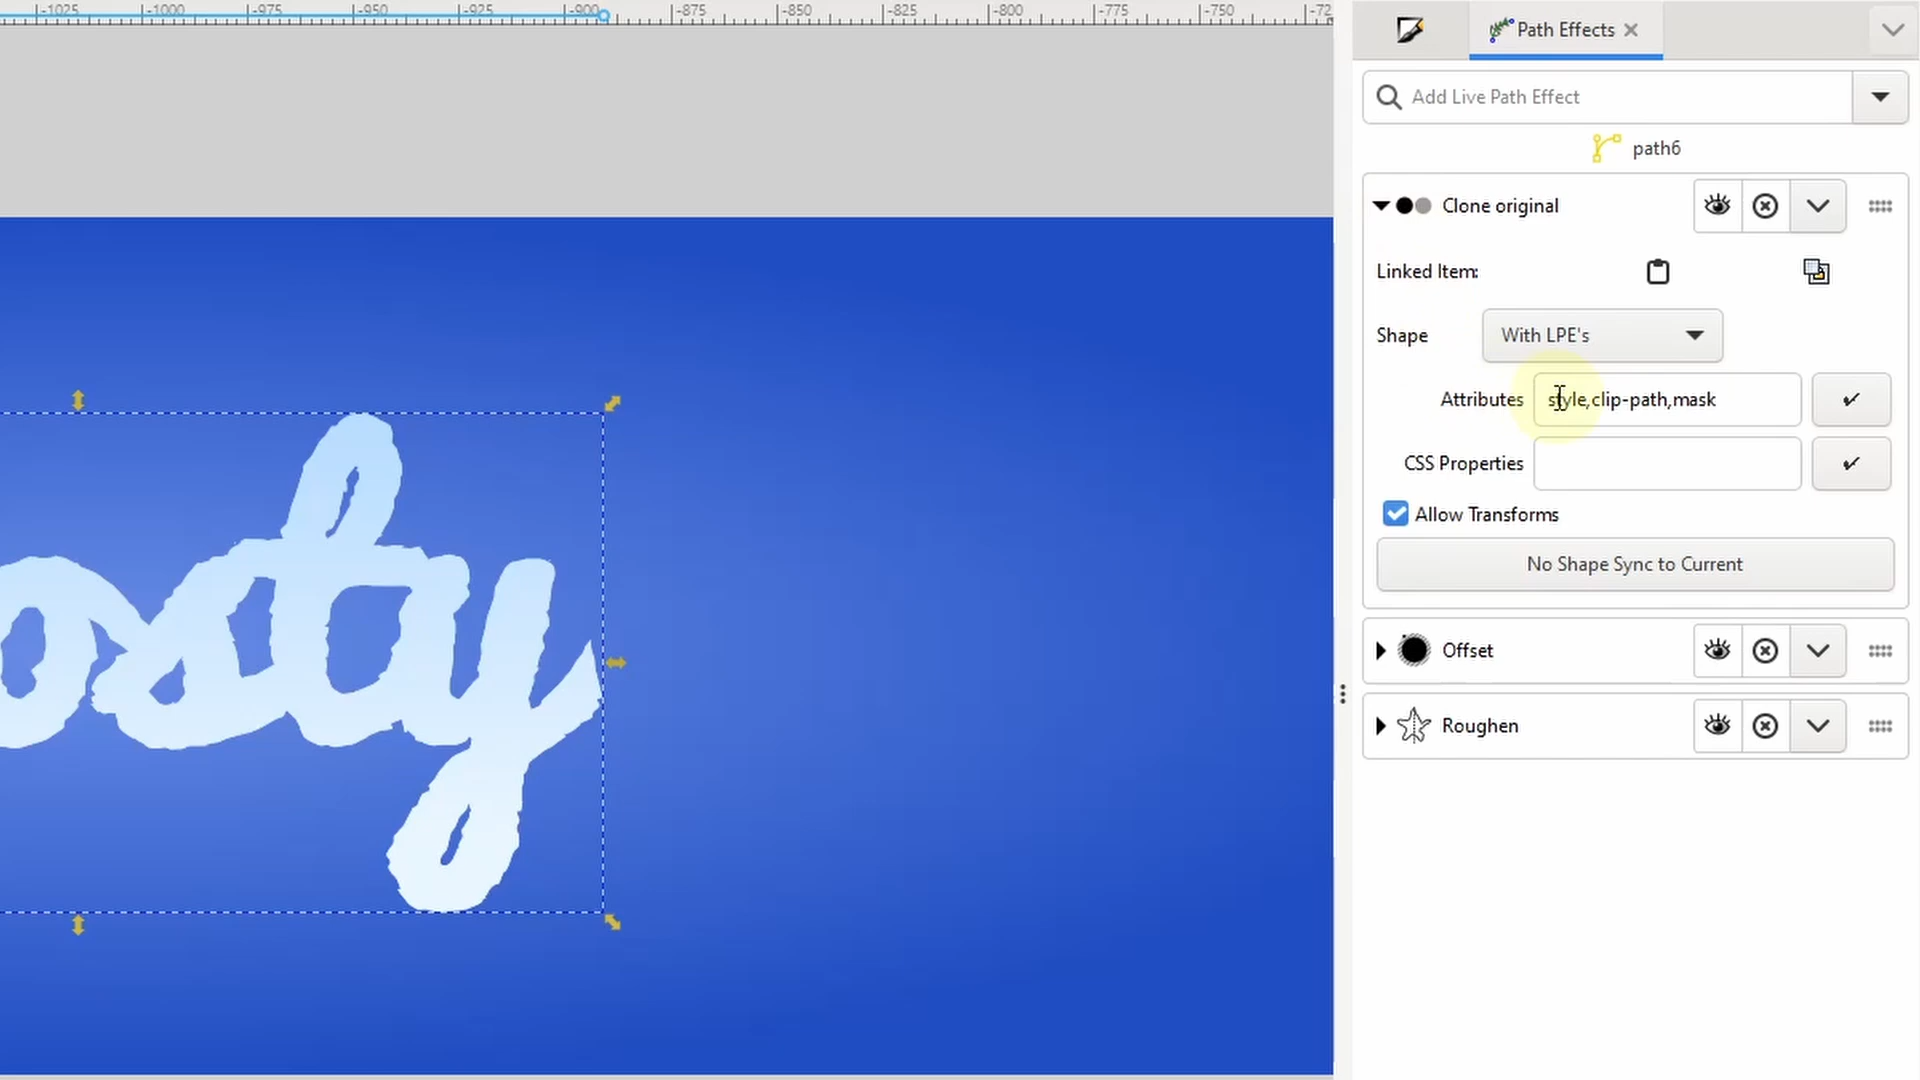 -1025 -1000 -975 -950 -925 -900 -875 -850 -825 -800 -775 -750 -72
Path Effects
Add Live Path Effect
path6
Clone original
Linked Item:
Shape With LPE's
Attributes style,clip-path,mask
CSS Properties
Allow Transforms
No Shape Sync to Current
osty
Offset
Roughen